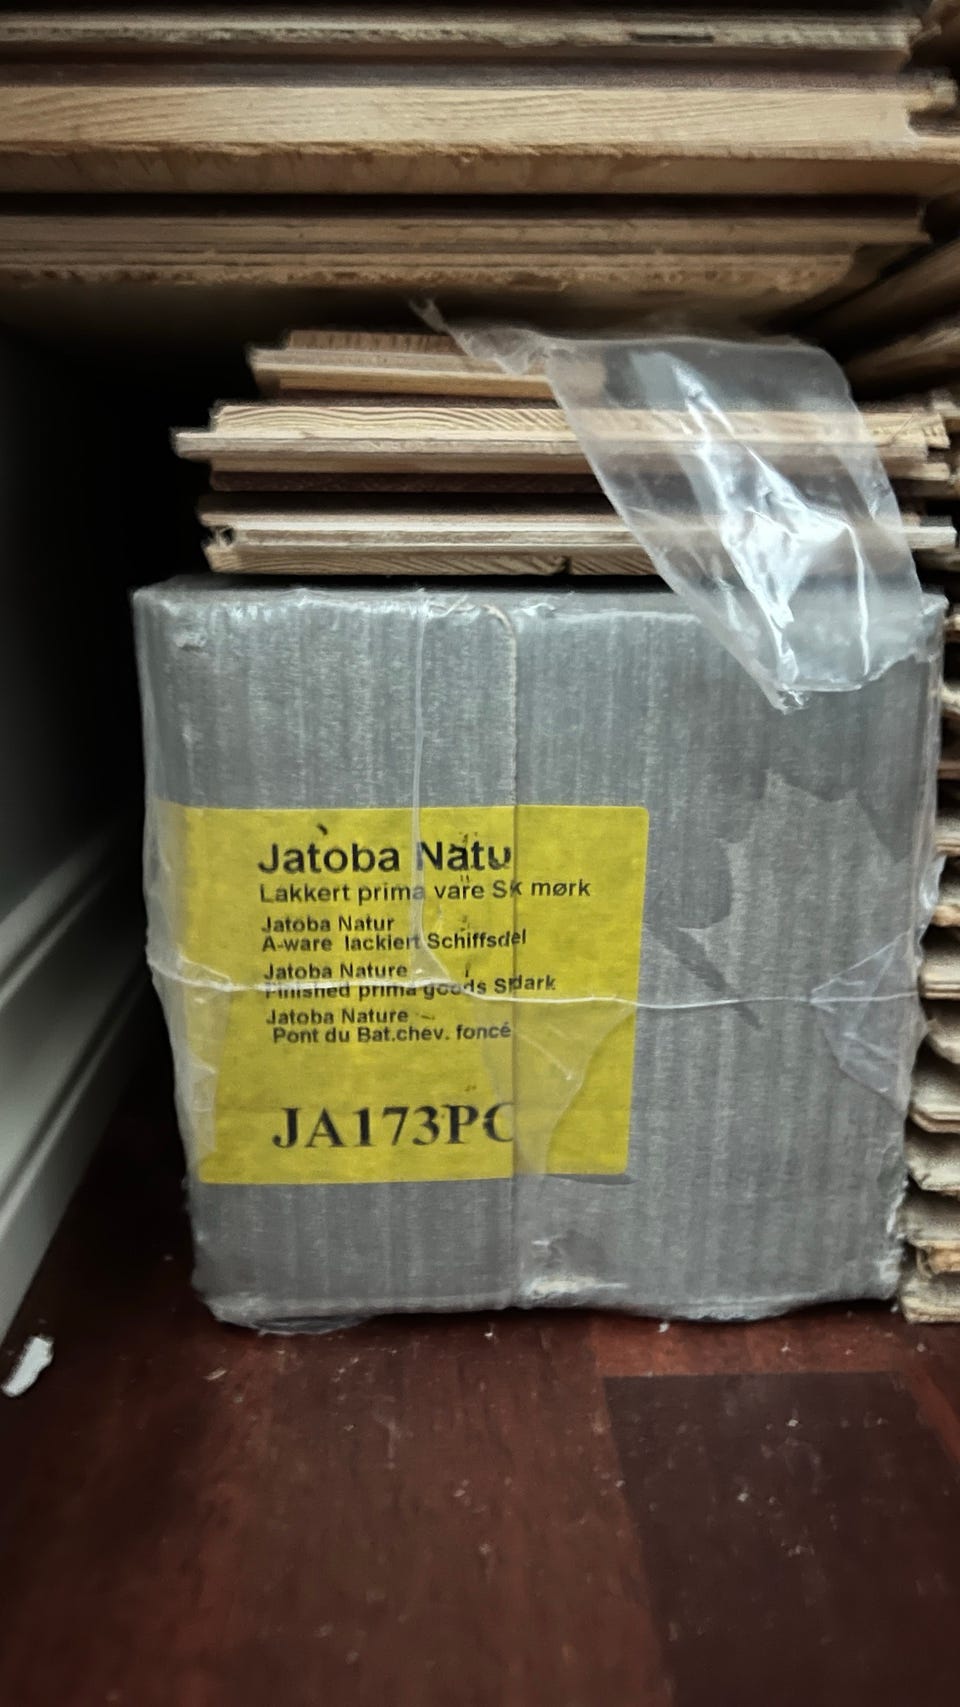 Jatoba Natu
Lakkert prima vare Sk mørk
Jatoba Natur
A-ware lackiert Schiffsdel
Jatoba Nature
Finished prima goods Spdark
Jatoba Nature
Pont du Bat.chev. foncé
JA173PC